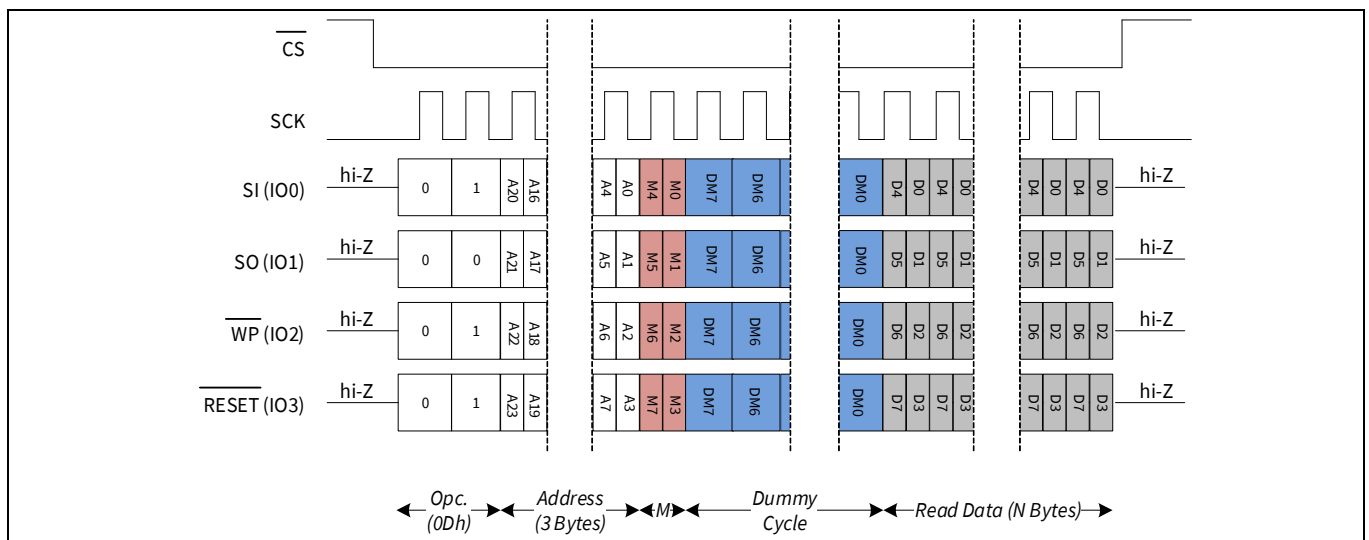 CS
SCK
SI (IO0) hi-Z 0 1 A20 A16 A4 A0 M4 M0 DM7 DM6 DM0 D4 D0 D4 D0 D4 D0 D4 D0 hi-Z
SO (IO1) hi-Z 0 0 A21 A17 A5 A1 M5 M1 DM7 DM6 DM0 D5 D1 D5 D1 D5 D1 D5 D1 hi-Z
WP (IO2) hi-Z 0 1 A22 A18 A6 A2 M6 M2 DM7 DM6 DM0 D6 D2 D6 D2 D6 D2 D6 D2 hi-Z
RESET (IO3) hi-Z 0 1 A23 A19 A7 A3 M7 M3 DM7 DM6 DM0 D7 D3 D7 D3 D7 D3 D7 D3 hi-Z
Opc. Address M Dummy Read Data (N Bytes)
(0Dh) (3 Bytes) Cycle